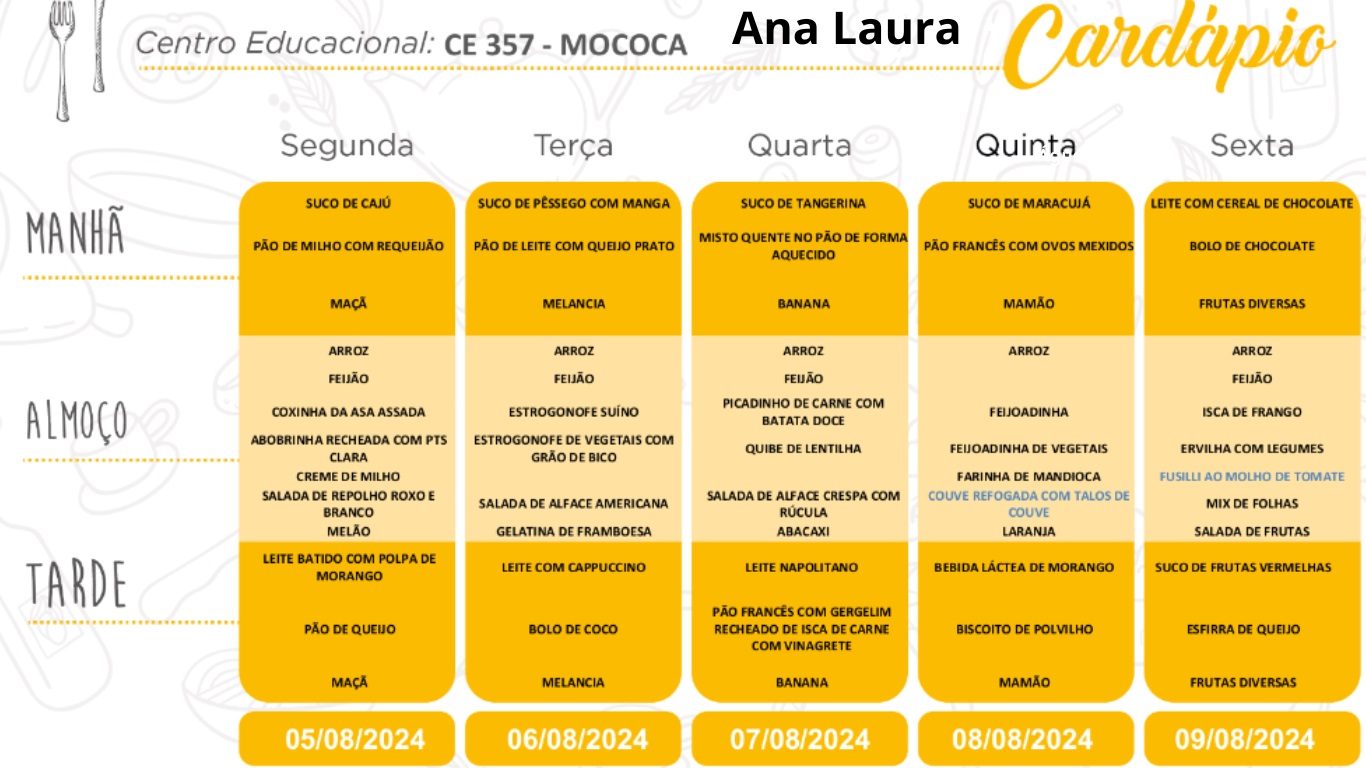 Centro Educacional: CE 357 - MOCOCA
Ana Laura
Cardápio
Segunda
Terça
Quarta
Quinta
Sexta
MANHÃ
SUCO DE CAJÚ
SUCO DE PÊSSEGO COM MANGA
SUCO DE TANGERINA
SUCO DE MARACUJÁ
LEITE COM CEREAL DE CHOCOLATE
PÃO DE MILHO COM REQUEIJÃO
PÃO DE LEITE COM QUEIJO PRATO
MISTO QUENTE NO PÃO DE FORMA
AQUECIDO
PÃO FRANCÊS COM OVOS MEXIDOS
BOLO DE CHOCOLATE
MAÇÃ
MELANCIA
BANANA
MAMÃO
FRUTAS DIVERSAS
ALMOÇO
ARROZ
ARROZ
ARROZ
ARROZ
ARROZ
FEIJÃO
FEIJÃO
FEIJÃO
FEIJÃO
COXINHA DA ASA ASSADA
ESTROGONOFE SUÍNO
PICADINHO DE CARNE COM
BATATA DOCE
FEIJOADINHA
ISCA DE FRANGO
ABOBRINHA RECHEADA COM PTS
CLARA
ESTROGONOFE DE VEGETAIS COM
GRÃO DE BICO
QUIBE DE LENTILHA
FEIJOADINHA DE VEGETAIS
ERVILHA COM LEGUMES
CREME DE MILHO
FARINHA DE MANDIOCA
FUSILLI AO MOLHO DE TOMATE
SALADA DE REPOLHO ROXO E
BRANCO
SALADA DE ALFACE AMERICANA
SALADA DE ALFACE CRESPA COM
RÚCULA
COUVE REFOGADA COM TALOS DE
COUVE
MIX DE FOLHAS
MELÃO
GELATINA DE FRAMBOESA
ABACAXI
LARANJA
SALADA DE FRUTAS
TARDE
LEITE BATIDO COM POLPA DE
MORANGO
LEITE COM CAPPUCCINO
LEITE NAPOLITANO
BEBIDA LÁCTEA DE MORANGO
SUCO DE FRUTAS VERMELHAS
PÃO DE QUEIJO
BOLO DE COCO
PÃO FRANCÊS COM GERGELIM
RECHEADO DE ISCA DE CARNE
COM VINAGRETE
BISCOITO DE POLVILHO
ESFIRRA DE QUEIJO
MAÇÃ
MELANCIA
BANANA
MAMÃO
FRUTAS DIVERSAS
05/08/2024
06/08/2024
07/08/2024
08/08/2024
09/08/2024